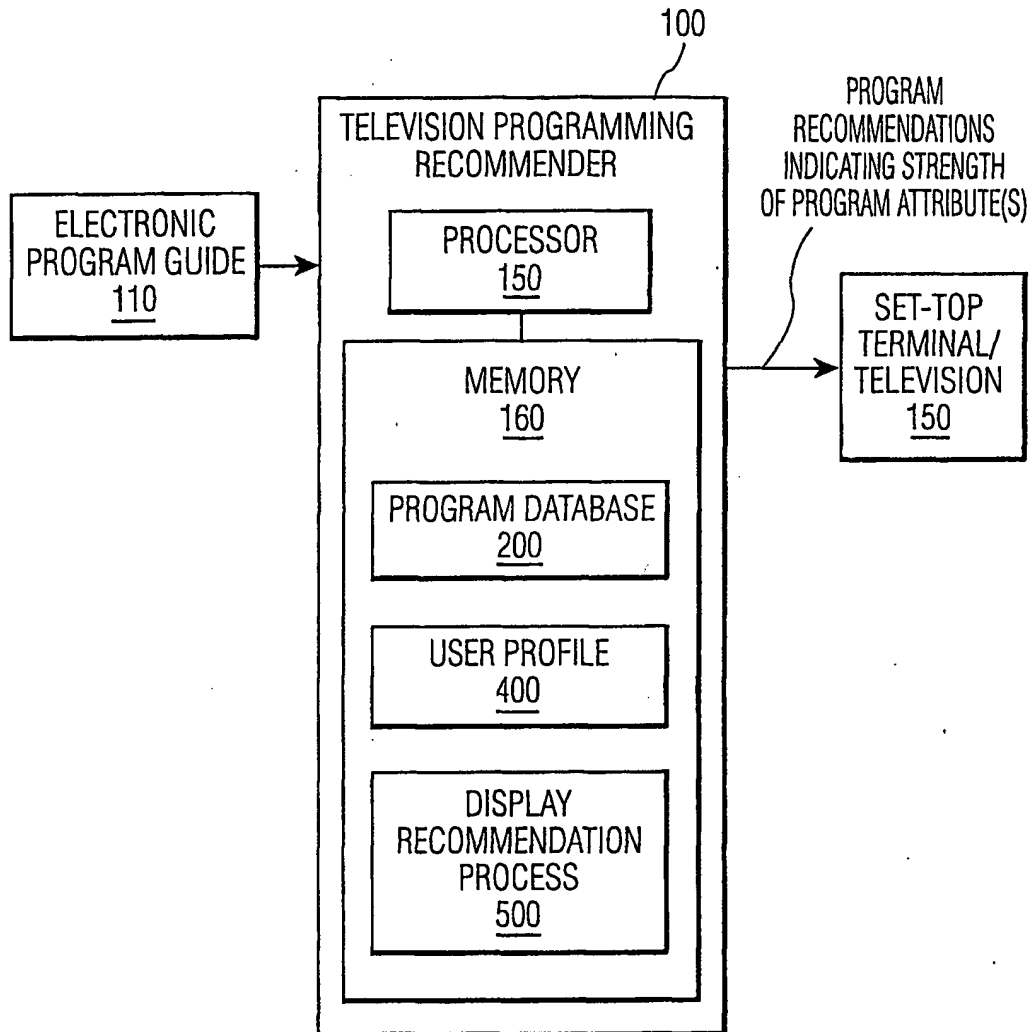 100
TELEVISION PROGRAMMING
RECOMMENDER
PROGRAM
RECOMMENDATIONS
INDICATING STRENGTH
OF PROGRAM ATTRIBUTE(S)
ELECTRONIC
PROGRAM GUIDE
110
PROCESSOR
150
SET-TOP
TERMINAL/
TELEVISION
150
MEMORY
160
PROGRAM DATABASE
200
USER PROFILE
400
DISPLAY
RECOMMENDATION
PROCESS
500